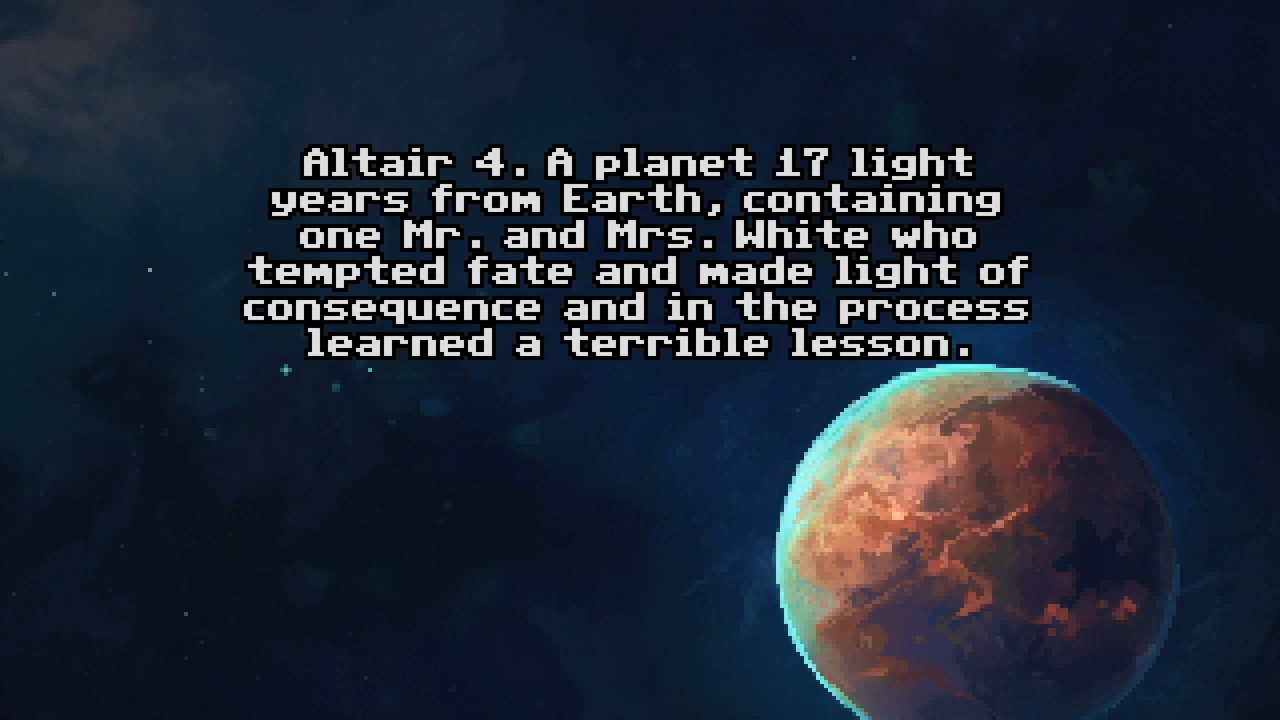 Altair 4. A planet 17 light
years from Earth, containing
one Mr. and Mrs. White who
tempted fate and made light of
consequence and in the process
learned a terrible lesson.